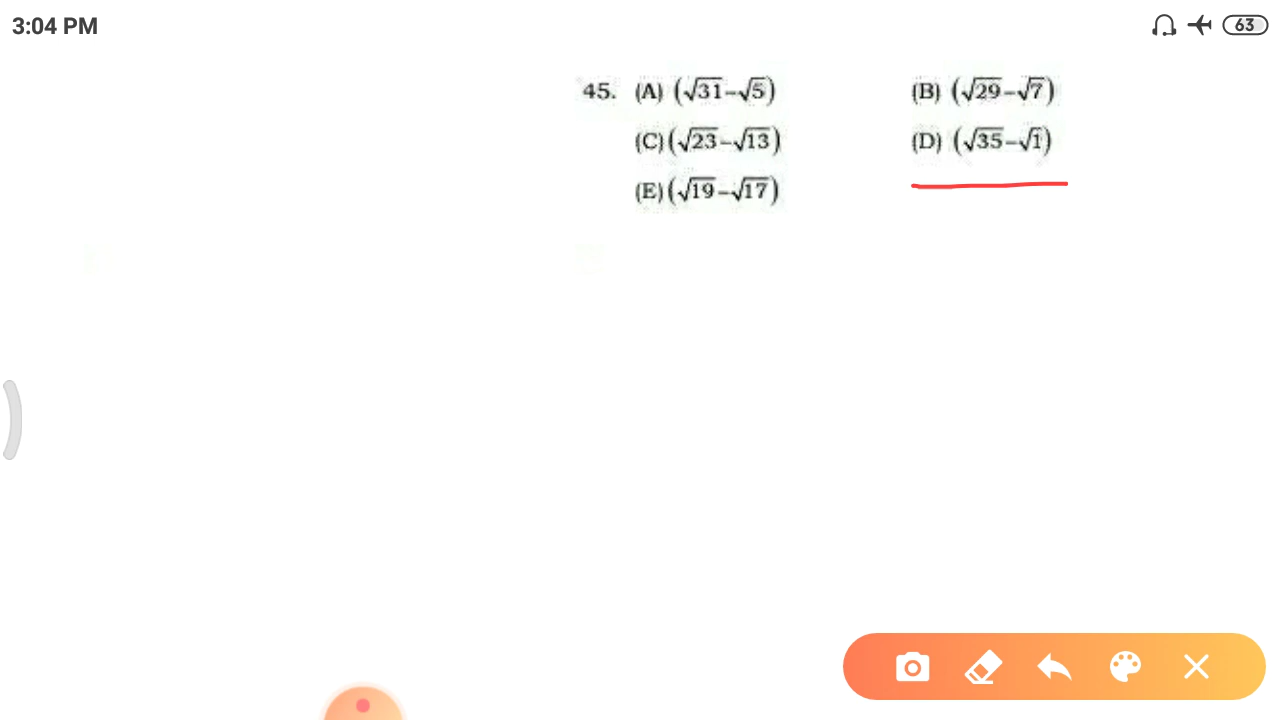 3:04 PM 63
45. (A) (√31-√5) (B) (√29-√7)
(C) (√23-√13) (D) (√35-√1)
(E) (√19-√17)